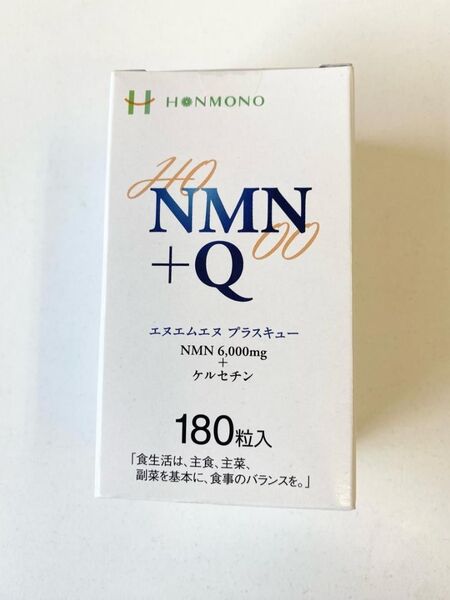 HONMONO
HO
NMN
OO
+Q
エヌエムエヌ プラスキュー
NMN 6,000mg
+
ケルセチン
180粒入
「食生活は、主食、主菜、
副菜を基本に、食事のバランスを。」